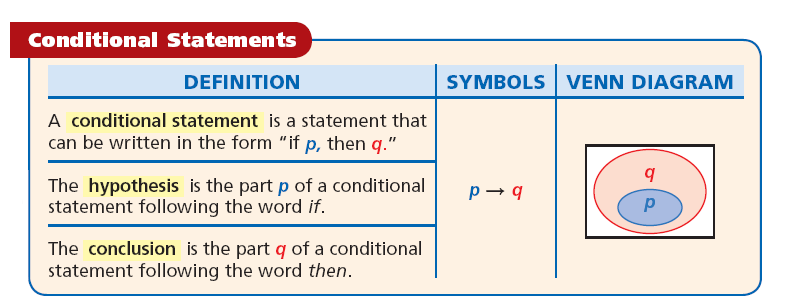 Conditional Statements
DEFINITION
SYMBOLS
VENN DIAGRAM
A conditional statement is a statement that
can be written in the form “if p, then q.”
The hypothesis is the part p of a conditional
statement following the word if.
The conclusion is the part q of a conditional
statement following the word then.
p → q
q
p